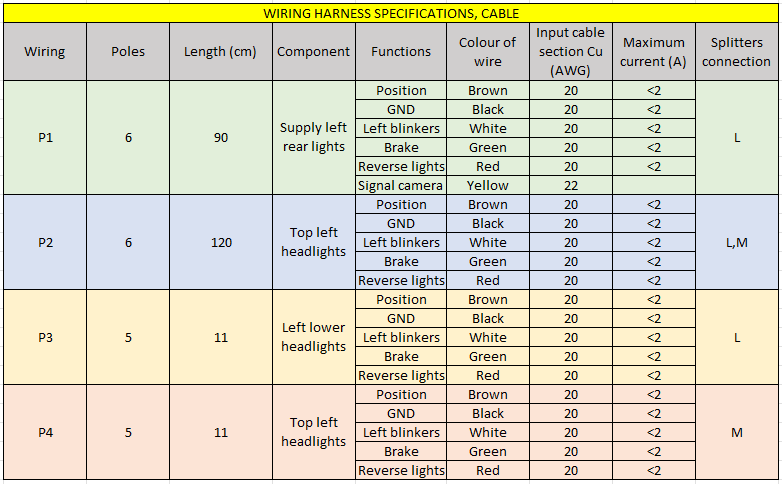 WIRING HARNESS SPECIFICATIONS, CABLE
Wiring Poles Length (cm) Component Functions Colour of wire Input cable section Cu (AWG) Maximum current (A) Splitters connection
P1 6 90 Supply left rear lights Position Brown 20 <2 L
GND Black 20 <2
Left blinkers White 20 <2
Brake Green 20 <2
Reverse lights Red 20 <2
Signal camera Yellow 22
P2 6 120 Top left headlights Position Brown 20 <2 L,M
GND Black 20 <2
Left blinkers White 20 <2
Brake Green 20 <2
Reverse lights Red 20 <2
P3 5 11 Left lower headlights Position Brown 20 <2 L
GND Black 20 <2
Left blinkers White 20 <2
Brake Green 20 <2
Reverse lights Red 20 <2
P4 5 11 Top left headlights Position Brown 20 <2 M
GND Black 20 <2
Left blinkers White 20 <2
Brake Green 20 <2
Reverse lights Red 20 <2